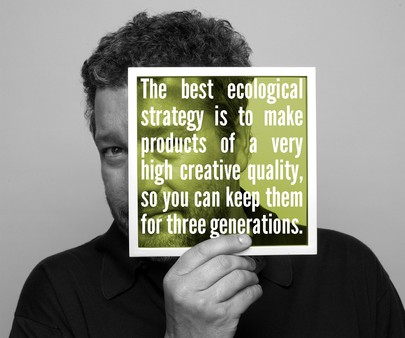 The best ecological
strategy is to make
products of a very
high creative quality,
so you can keep them
for three generations.